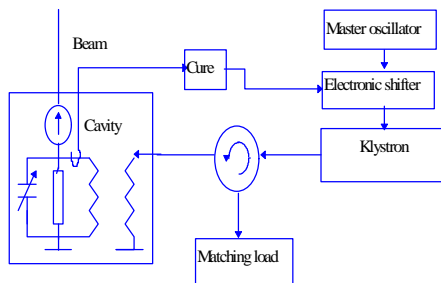 Beam
Master oscillator
Cure
Electronic shifter
Cavity
Klystron
Matching load